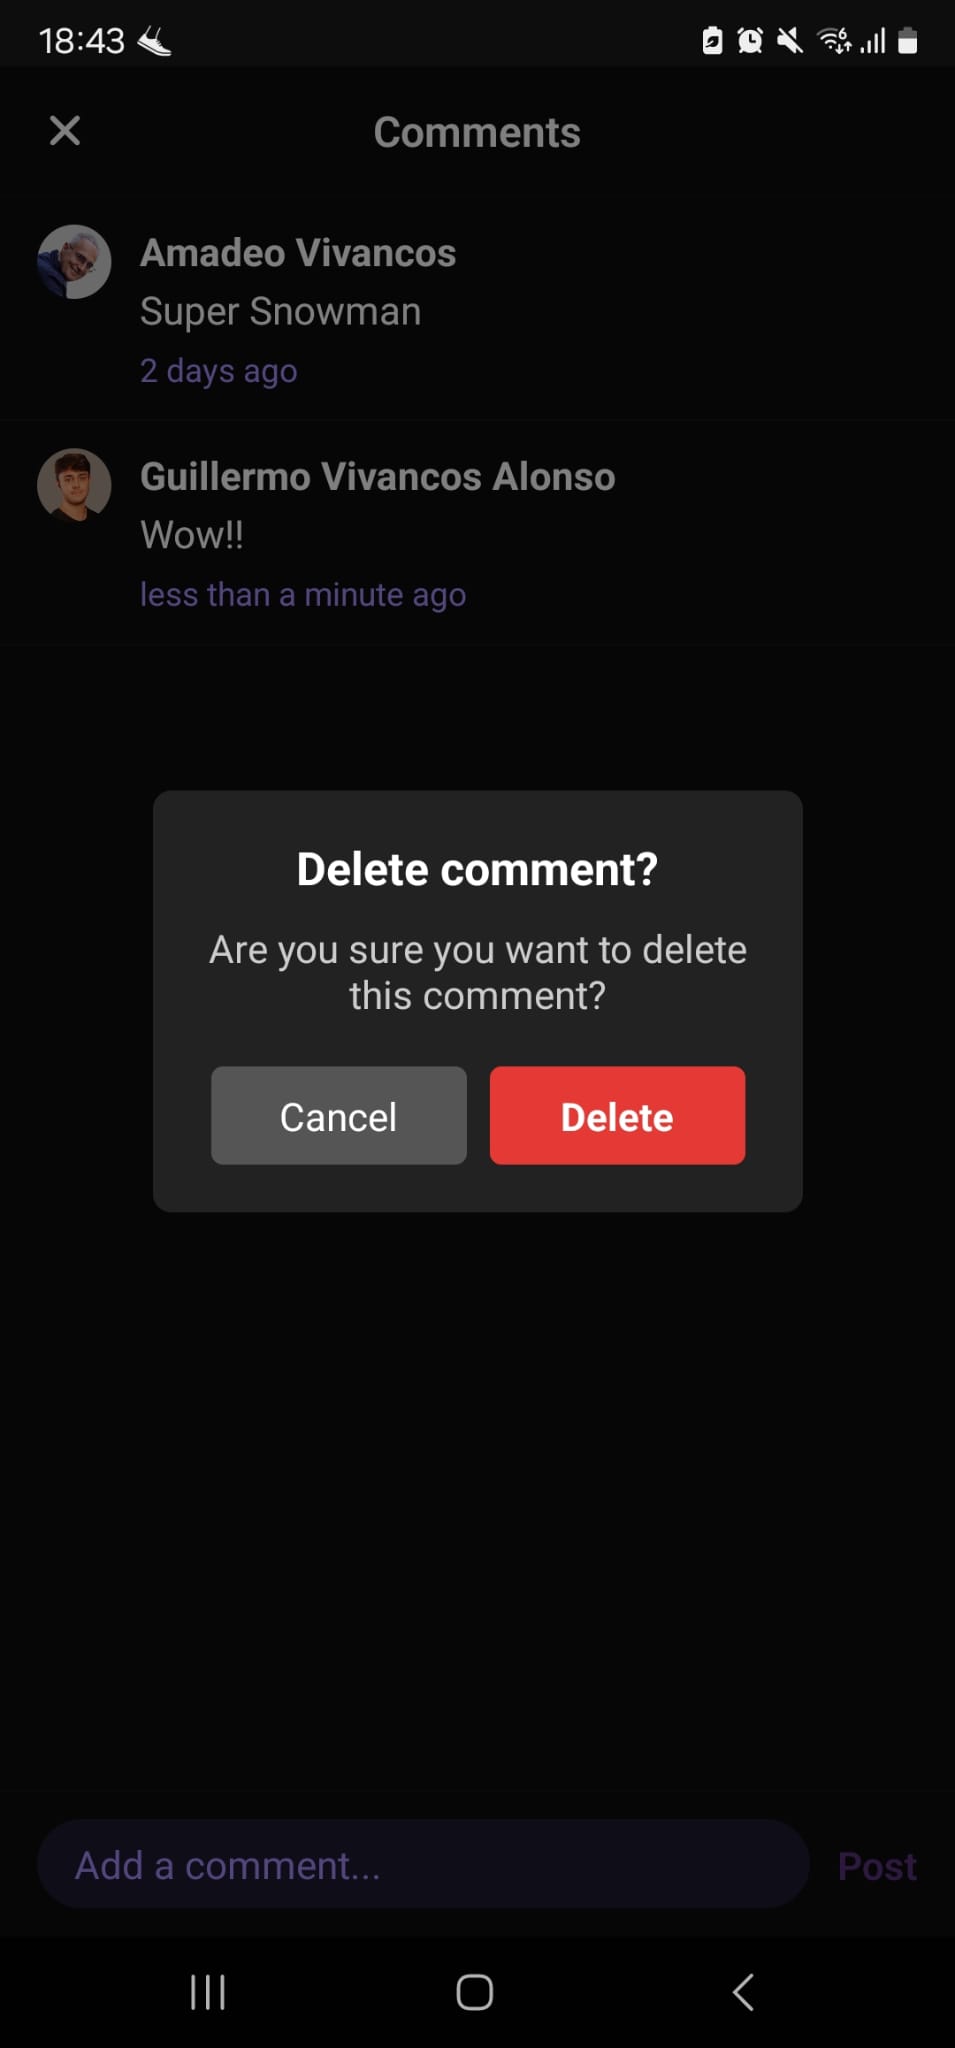 18:43
Comments
Amadeo Vivancos
Super Snowman
2 days ago
Guillermo Vivancos Alonso
Wow!!
less than a minute ago
Delete comment?
Are you sure you want to delete
this comment?
Cancel
Delete
Add a comment...
Post